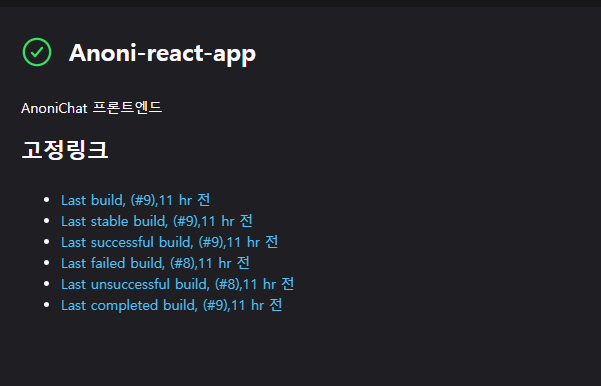 Anoni-react-app
AnoniChat 프론트엔드
고정링크
Last build, (#9),11 hr 전
Last stable build, (#9),11 hr 전
Last successful build, (#9),11 hr 전
Last failed build, (#8),11 hr 전
Last unsuccessful build, (#8),11 hr 전
Last completed build, (#9),11 hr 전